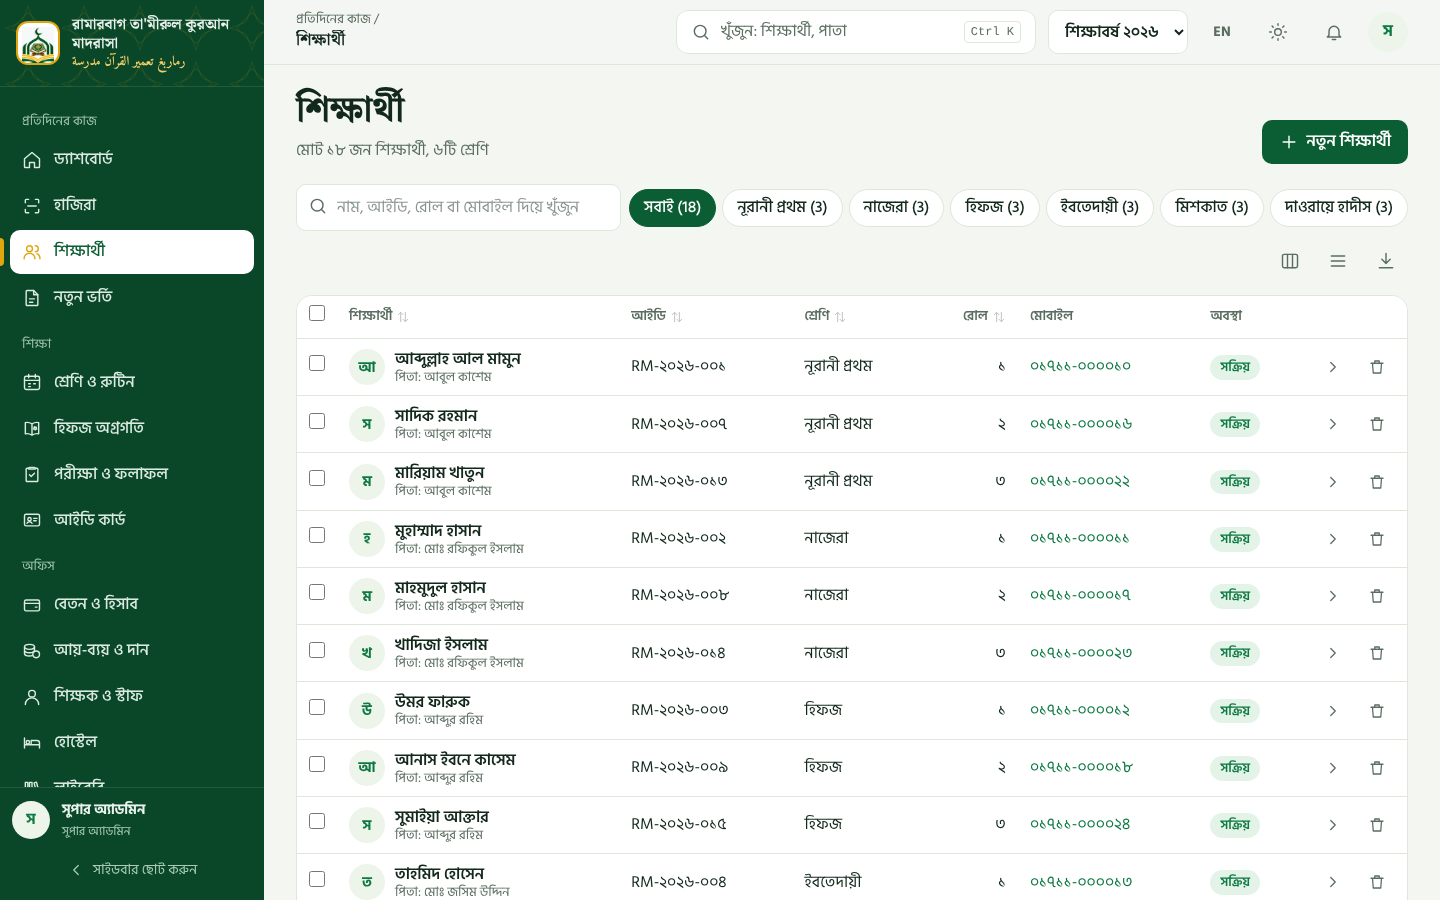 রামারবাগ তা'মীরুল কুরআন
মাদরাসা
رماربغ تعمير القرآن مدرسة
প্রতিদিনের কাজ
ড্যাশবোর্ড
হাজিরা
শিক্ষার্থী
নতুন ভর্তি
শিক্ষা
শ্রেণি ও রুটিন
হিফজ অগ্রগতি
পরীক্ষা ও ফলাফল
আইডি কার্ড
অফিস
বেতন ও হিসাব
আয়-ব্যয় ও দান
শিক্ষক ও স্টাফ
হোস্টেল
স
সুপার অ্যাডমিন
সুপার অ্যাডমিন
সাইডবার ছোট করুন
প্রতিদিনের কাজ /
শিক্ষার্থী
খুঁজুন: শিক্ষার্থী, পাতা
Ctrl K
শিক্ষাবর্ষ ২০২৬
EN
স
শিক্ষার্থী
মোট ১৮ জন শিক্ষার্থী, ৬টি শ্রেণি
নতুন শিক্ষার্থী
নাম, আইডি, রোল বা মোবাইল দিয়ে খুঁজুন
সবাই (18) নূরানী প্রথম (3) নাজেরা (3) হিফজ (3) ইবতেদায়ী (3) মিশকাত (3) দাওরায়ে হাদীস (3)
শিক্ষার্থী আইডি শ্রেণি রোল মোবাইল অবস্থা
আ আব্দুল্লাহ আল মামুন RM-২০২৬-০০১ নূরানী প্রথম ১ ০১৭১১-০০০০১০ সক্রিয়
পিতা: আবুল কাশেম
স সাদিক রহমান RM-২০২৬-০০৭ নূরানী প্রথম ২ ০১৭১১-০০০০১৬ সক্রিয়
পিতা: আবুল কাশেম
ম মারিয়াম খাতুন RM-২০২৬-০১৩ নূরানী প্রথম ৩ ০১৭১১-০০০০২২ সক্রিয়
পিতা: আবুল কাশেম
হ মুহাম্মাদ হাসান RM-২০২৬-০০২ নাজেরা ১ ০১৭১১-০০০০১১ সক্রিয়
পিতা: মোঃ রফিকুল ইসলাম
ম মাহমুদুল হাসান RM-২০২৬-০০৮ নাজেরা ২ ০১৭১১-০০০০১৭ সক্রিয়
পিতা: মোঃ রফিকুল ইসলাম
খ খাদিজা ইসলাম RM-২০২৬-০১৪ নাজেরা ৩ ০১৭১১-০০০০২৩ সক্রিয়
পিতা: মোঃ রফিকুল ইসলাম
উ উমর ফারুক RM-২০২৬-০০৩ হিফজ ১ ০১৭১১-০০০০১২ সক্রিয়
পিতা: আব্দুর রহিম
আ আনাস ইবনে কাসেম RM-২০২৬-০০৯ হিফজ ২ ০১৭১১-০০০০১৮ সক্রিয়
পিতা: আব্দুর রহিম
স সুমাইয়া আক্তার RM-২০২৬-০১৫ হিফজ ৩ ০১৭১১-০০০০২৪ সক্রিয়
পিতা: আব্দুর রহিম
ত তাহমিদ হোসেন RM-২০২৬-০০৪ ইবতেদায়ী ১ ০১৭১১-০০০০১৩ সক্রিয়
পিতা: মোঃ জসিম উদ্দিন